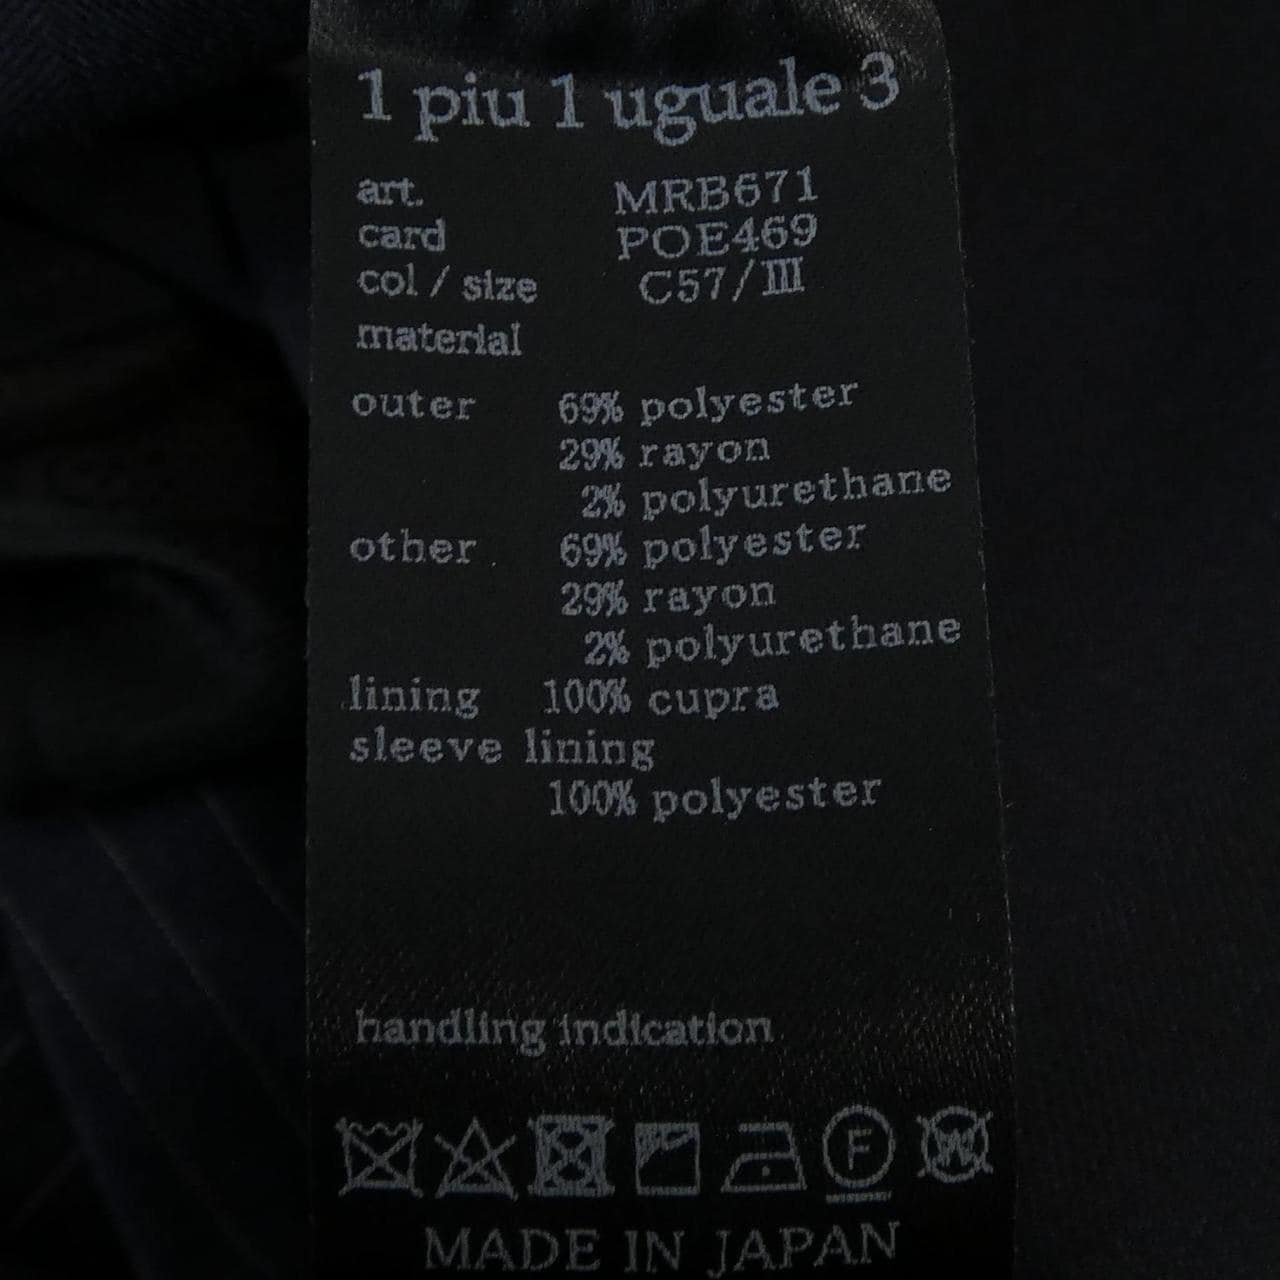 1 piu 1 uguale 3
art. MRB671
card POE469
col / size C57/III
material
outer 69% polyester
29% rayon
2% polyurethane
other 69% polyester
29% rayon
2% polyurethane
lining 100% cupra
sleeve lining
100% polyester
handling indication
F W
MADE IN JAPAN